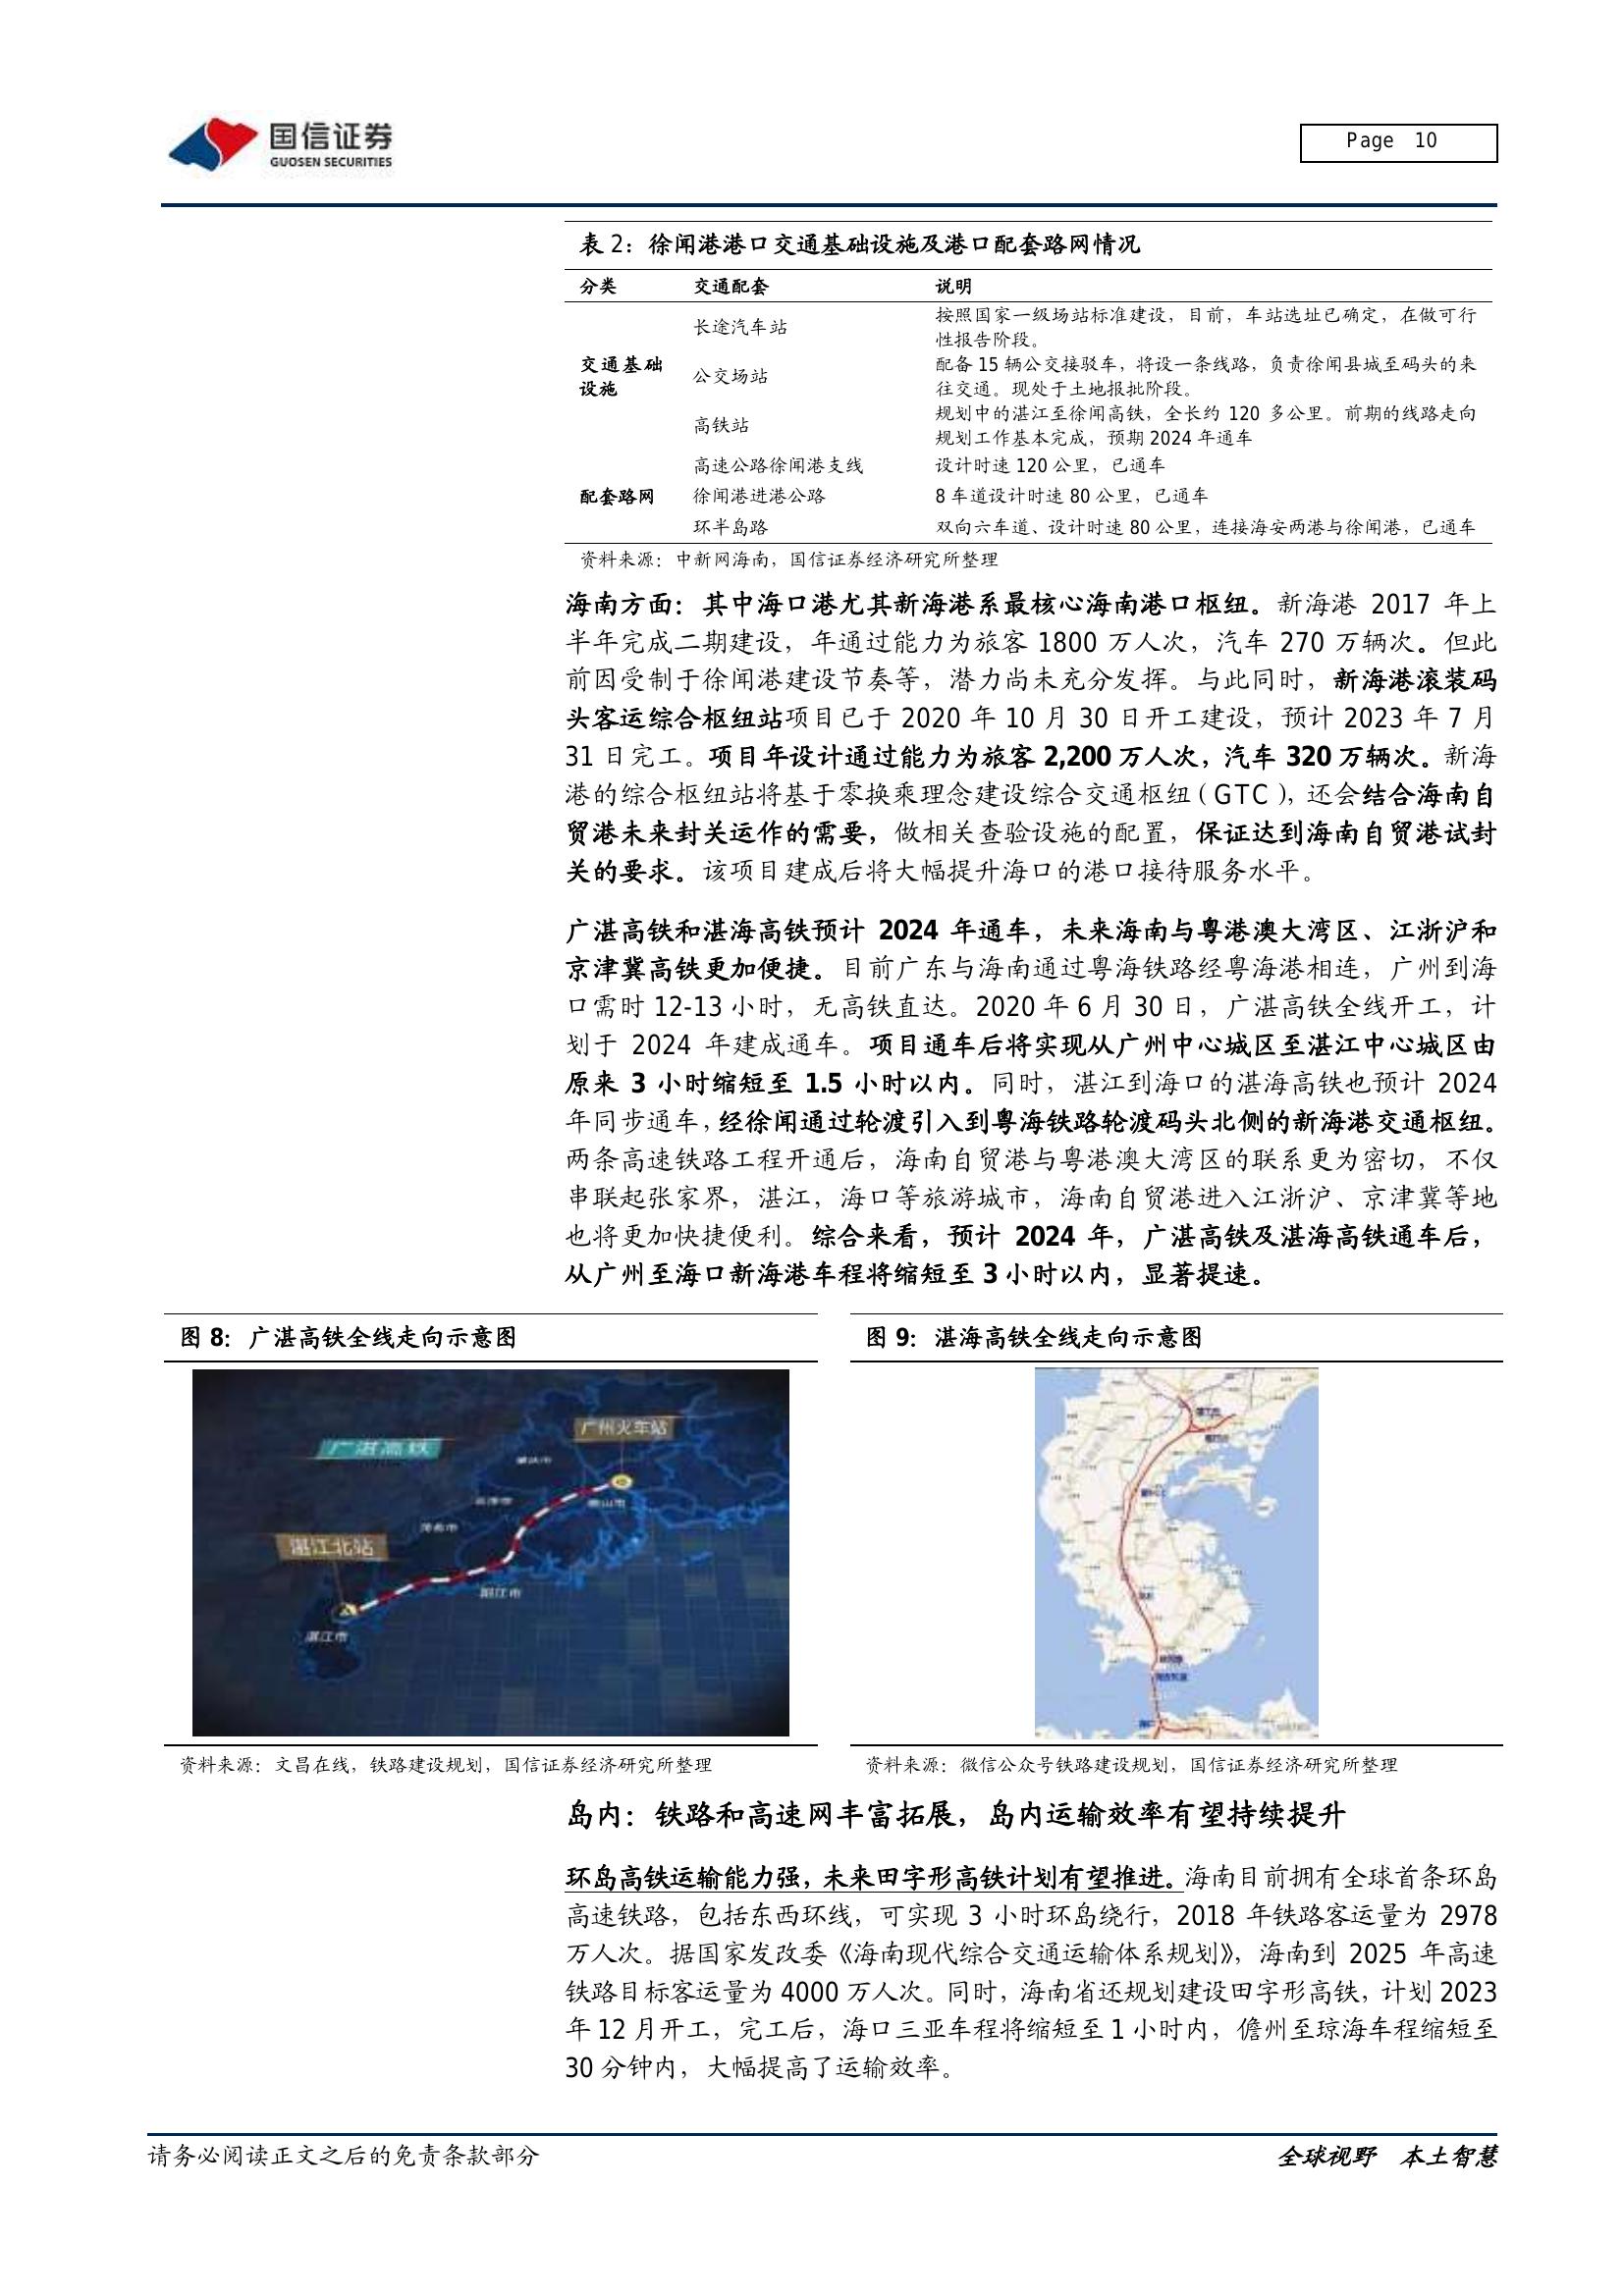 国信证券
GUOSEN SECURITIES
Page 10
表 2：徐闻港港口交通基础设施及港口配套路网情况
分类 交通配套 说明
长途汽车站 按照国家一级场站标准建设，目前，车站选址已确定，在做可行
性报告阶段。
交通基础
设施
公交场站 配备 15 辆公交接驳车，将设一条线路，负责徐闻县城至码头的来
往交通。现处于土地报批阶段。
高铁站 规划中的湛江至徐闻高铁，全长约 120 多公里。前期的线路走向
规划工作基本完成，预期 2024 年通车
高速公路徐闻港支线 设计时速 120 公里，已通车
配套路网 徐闻港进港公路 8 车道设计时速 80 公里，已通车
环半岛路 双向六车道、设计时速 80 公里，连接海安两港与徐闻港，已通车
资料来源：中新网海南，国信证券经济研究所整理
海南方面：其中海口港尤其新海港系最核心海南港口枢纽。新海港 2017 年上
半年完成二期建设，年通过能力为旅客 1800 万人次，汽车 270 万辆次。但此
前因受制于徐闻港建设节奏等，潜力尚未充分发挥。与此同时，新海港滚装码
头客运综合枢纽站项目已于 2020 年 10 月 30 日开工建设，预计 2023 年 7 月
31 日完工。项目年设计通过能力为旅客 2,200 万人次，汽车 320 万辆次。新海
港的综合枢纽站将基于零换乘理念建设综合交通枢纽（GTC），还会结合海南自
贸港未来封关运作的需要，做相关查验设施的配置，保证达到海南自贸港试封
关的要求。该项目建成后将大幅提升海口的港口接待服务水平。
广湛高铁和湛海高铁预计 2024 年通车，未来海南与粤港澳大湾区、江浙沪和
京津冀高铁更加便捷。目前广东与海南通过粤海铁路经粤海港相连，广州到海
口需时 12-13 小时，无高铁直达。2020 年 6 月 30 日，广湛高铁全线开工，计
划于 2024 年建成通车。项目通车后将实现从广州中心城区至湛江中心城区由
原来 3 小时缩短至 1.5 小时以内。同时，湛江到海口的湛海高铁也预计 2024
年同步通车，经徐闻通过轮渡引入到粤海铁路轮渡码头北侧的新海港交通枢纽。
两条高速铁路工程开通后，海南自贸港与粤港澳大湾区的联系更为密切，不仅
串联起张家界，湛江，海口等旅游城市，海南自贸港进入江浙沪、京津冀等地
也将更加快捷便利。综合来看，预计 2024 年，广湛高铁及湛海高铁通车后，
从广州至海口新海港车程将缩短至 3 小时以内，显著提速。
图 8：广湛高铁全线走向示意图
图 9：湛海高铁全线走向示意图
广州火车站
广湛高铁
湛江北站
阳江市
湛江市
资料来源：文昌在线，铁路建设规划，国信证券经济研究所整理
资料来源：微信公众号铁路建设规划，国信证券经济研究所整理
岛内：铁路和高速网丰富拓展，岛内运输效率有望持续提升
环岛高铁运输能力强，未来田字形高铁计划有望推进。海南目前拥有全球首条环岛
高速铁路，包括东西环线，可实现 3 小时环岛绕行，2018 年铁路客运量为 2978
万人次。据国家发改委《海南现代综合交通运输体系规划》，海南到 2025 年高速
铁路目标客运量为 4000 万人次。同时，海南省还规划建设田字形高铁，计划 2023
年 12 月开工，完工后，海口三亚车程将缩短至 1 小时内，儋州至琼海车程缩短至
30 分钟内，大幅提高了运输效率。
请务必阅读正文之后的免责条款部分
全球视野 本土智慧